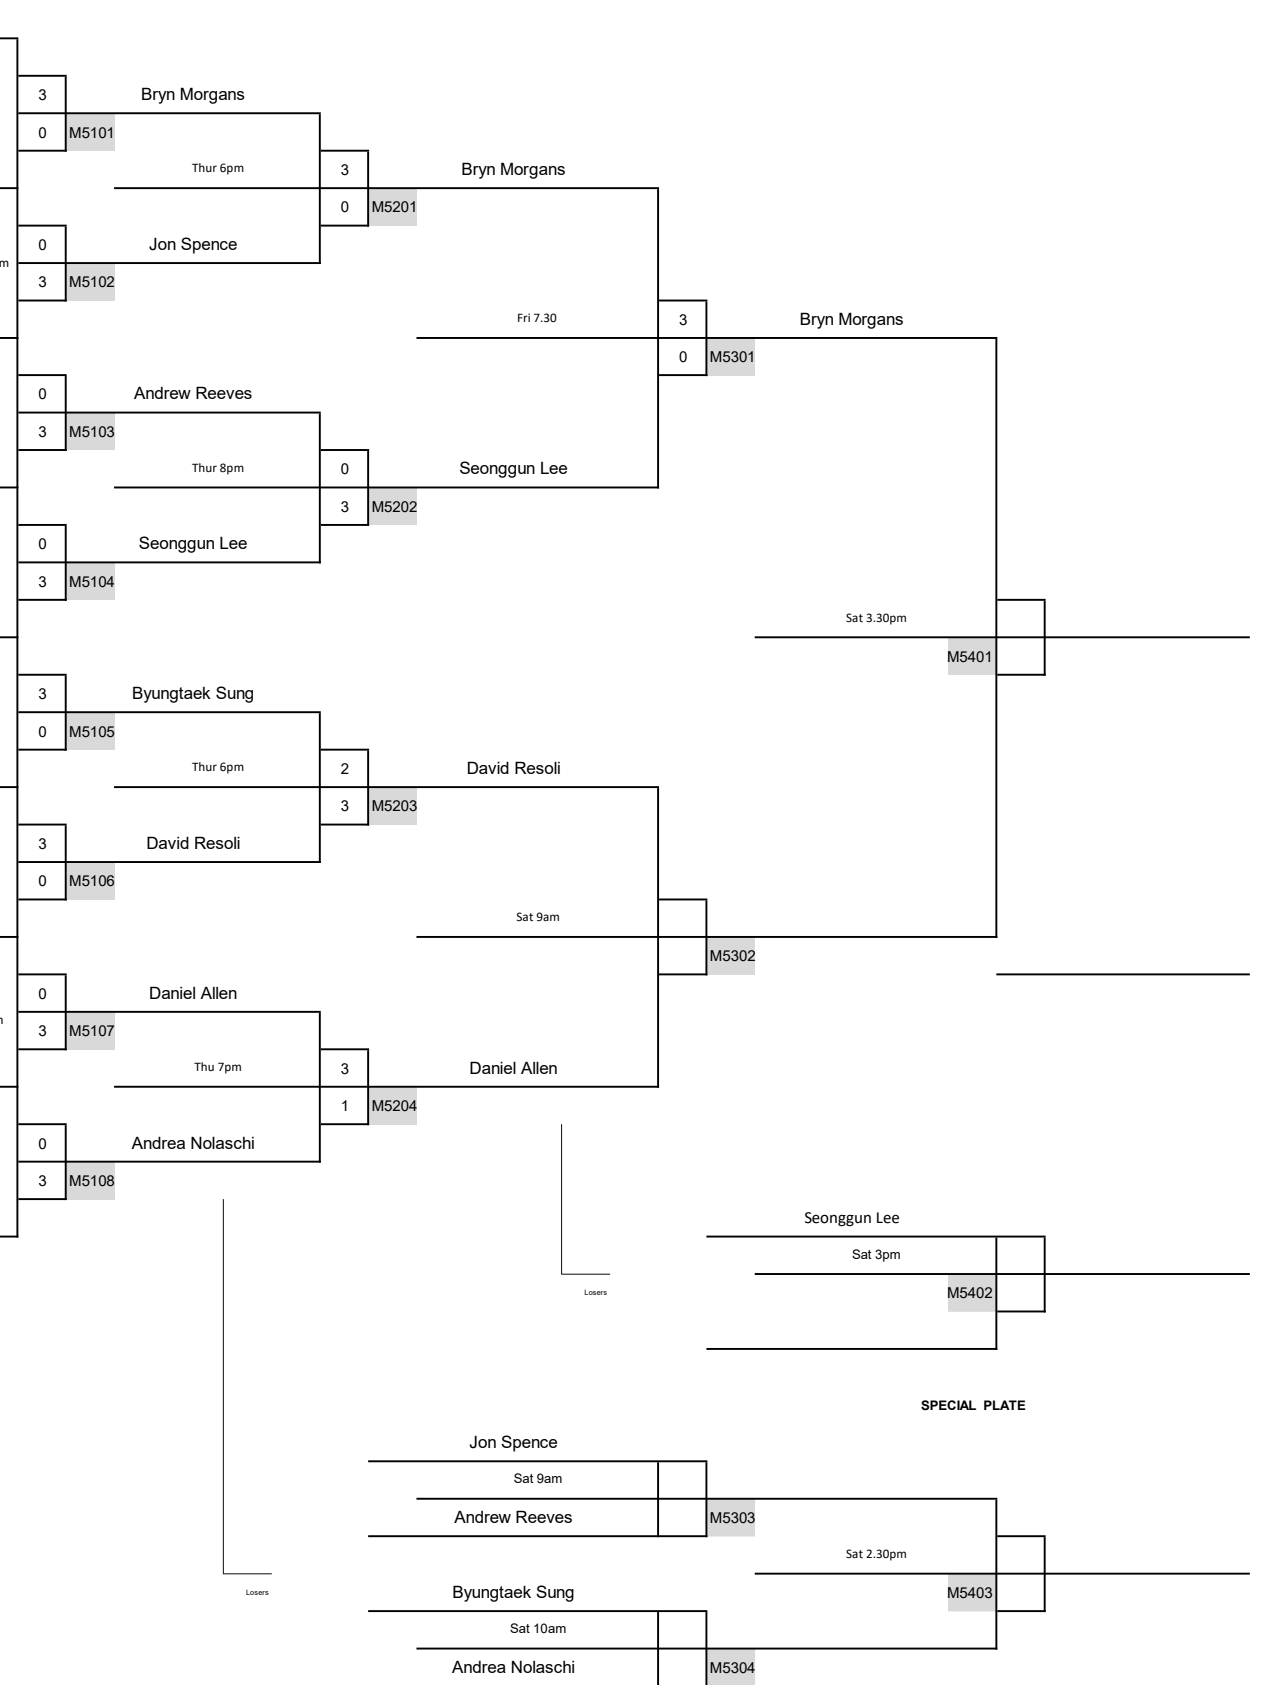 3 Bryn Morgans
0 M5101
Thur 6pm 3 Bryn Morgans
0 M5201
0 Jon Spence
m
3 M5102
Fri 7.30 3 Bryn Morgans
0 M5301
0 Andrew Reeves
3 M5103
Thur 8pm 0 Seonggun Lee
3 M5202
0 Seonggun Lee
3 M5104
Sat 3.30pm
M5401
3 Byungtaek Sung
0 M5105
Thur 6pm 2 David Resoli
3 M5203
3 David Resoli
0 M5106
Sat 9am
M5302
0 Daniel Allen
3 M5107
Thu 7pm 3 Daniel Allen
1 M5204
0 Andrea Nolaschi
3 M5108
Seonggun Lee
Sat 3pm
Losers M5402
SPECIAL PLATE
Jon Spence
Sat 9am
Andrew Reeves M5303
Sat 2.30pm
Losers Byungtaek Sung M5403
Sat 10am
Andrea Nolaschi M5304